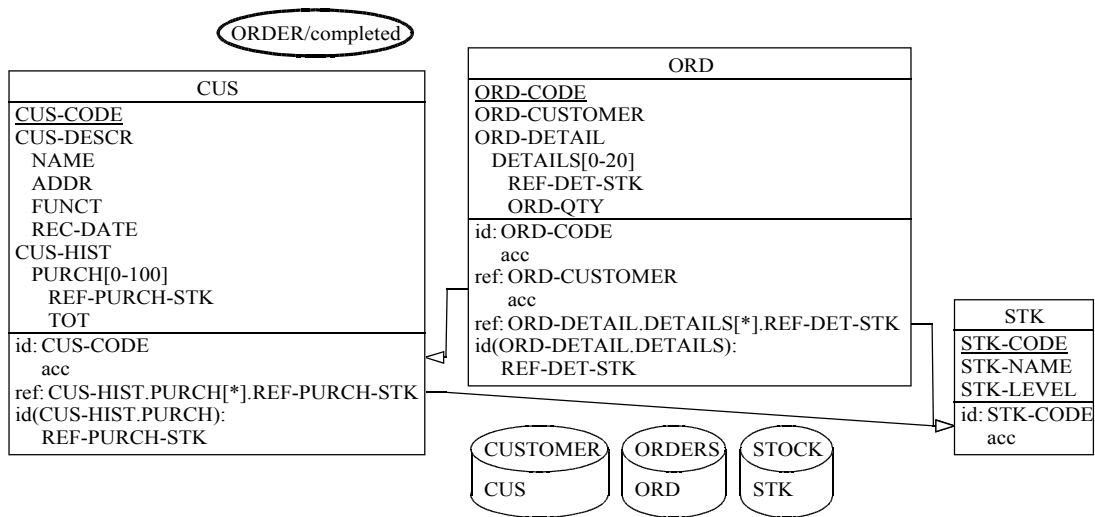 ORDER/completed
CUS
CUS-CODE
CUS-DESCR
NAME
ADDR
FUNCT
REC-DATE
CUS-HIST
PURCH[0-100]
REF-PURCH-STK
TOT
id: CUS-CODE
acc
ref: CUS-HIST.PURCH[*].REF-PURCH-STK
id(CUS-HIST.PURCH):
REF-PURCH-STK
ORD
ORD-CODE
ORD-CUSTOMER
ORD-DETAIL
DETAILS[0-20]
REF-DET-STK
ORD-QTY
id: ORD-CODE
acc
ref: ORD-CUSTOMER
acc
ref: ORD-DETAIL.DETAILS[*].REF-DET-STK
id(ORD-DETAIL.DETAILS):
REF-DET-STK
STK
STK-CODE
STK-NAME
STK-LEVEL
id: STK-CODE
acc
CUSTOMER
CUS
ORDERS
ORD
STOCK
STK